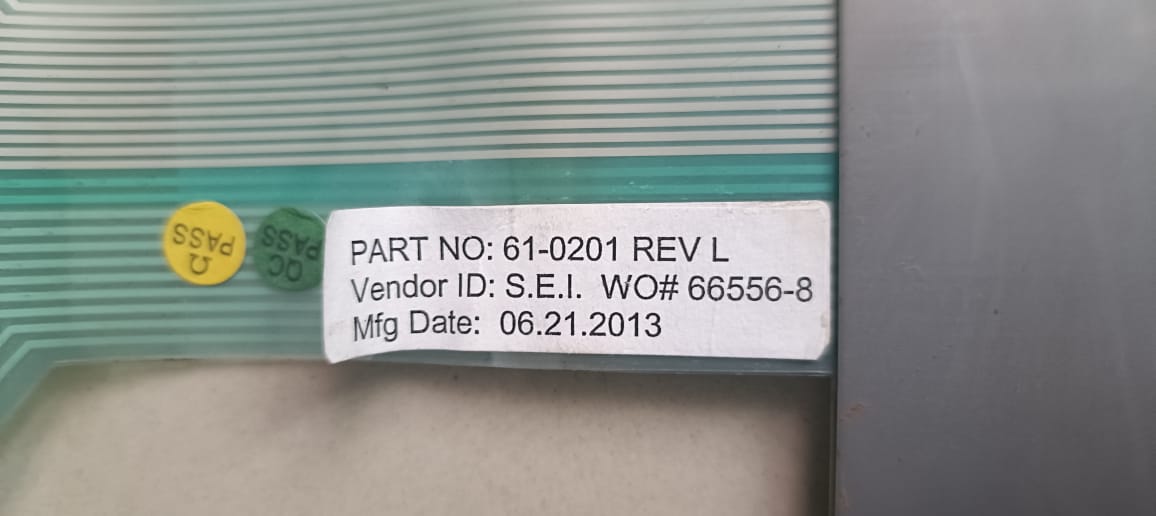 PART NO: 61-0201 REV L
Vendor ID: S.E.I. WO# 66556-8
Mfg Date: 06.21.2013
Ω
PASS
QC
PASS